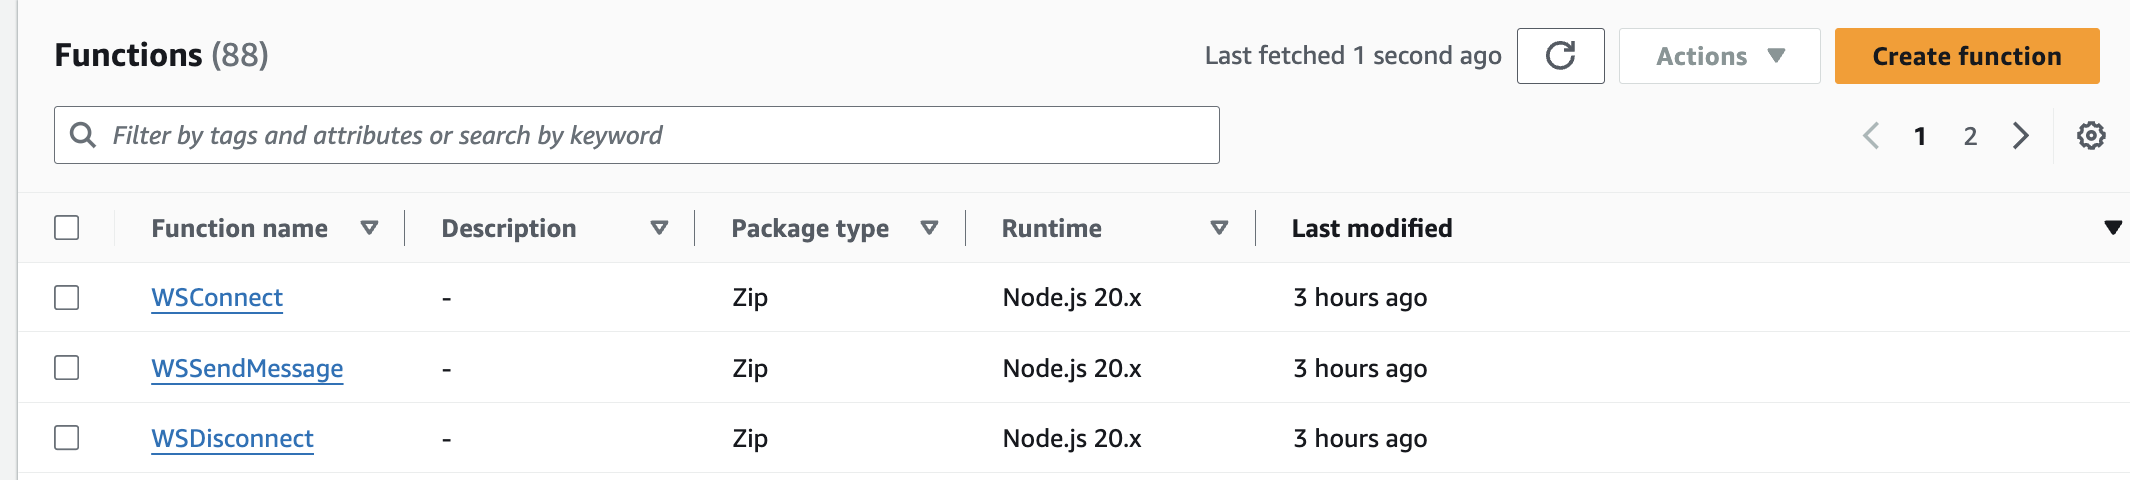 Functions (88)
Last fetched 1 second ago
Actions
Create function
Filter by tags and attributes or search by keyword
1 2
Function name Description Package type Runtime Last modified
WSConnect - Zip Node.js 20.x 3 hours ago
WSSendMessage - Zip Node.js 20.x 3 hours ago
WSDisconnect - Zip Node.js 20.x 3 hours ago